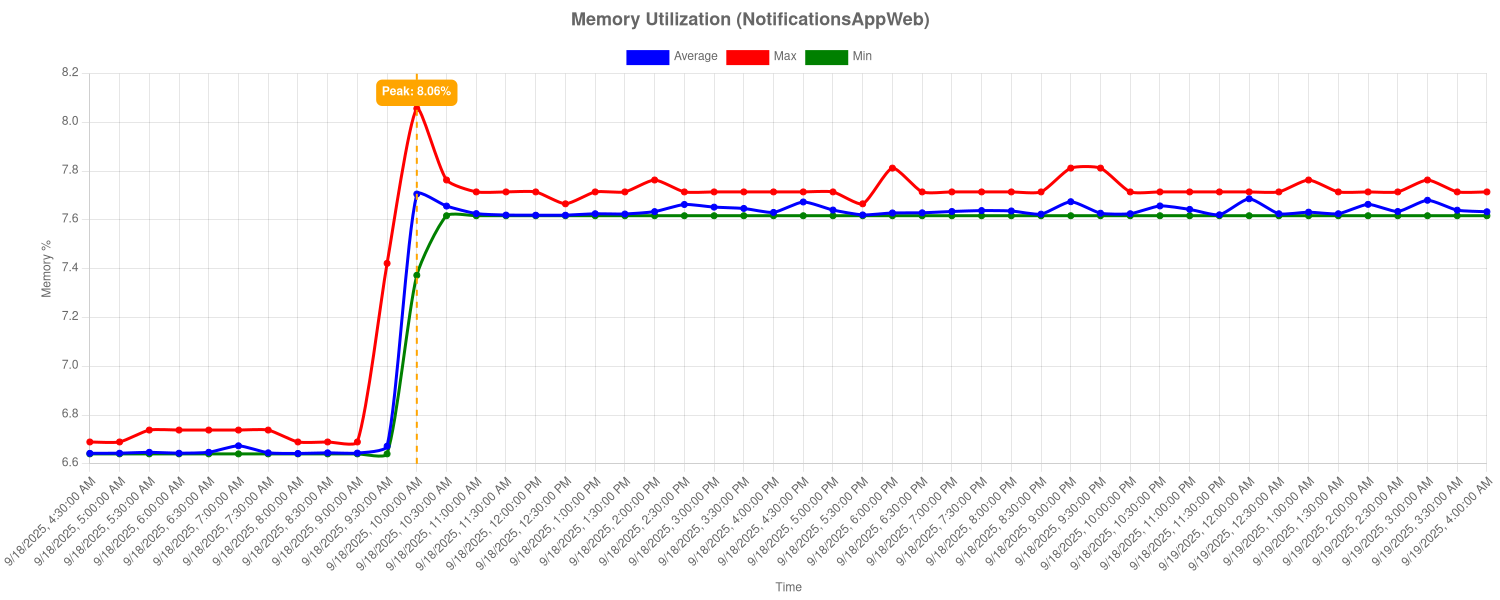 Memory Utilization (NotificationsAppWeb)
Average Max Min
8.2
Peak: 8.06%
8.0
7.8
7.6
7.4
7.2
7.0
6.8
6.6
Memory %
9/18/2025, 4:30:00 AM
9/18/2025, 5:00:00 AM
9/18/2025, 5:30:00 AM
9/18/2025, 6:00:00 AM
9/18/2025, 6:30:00 AM
9/18/2025, 7:00:00 AM
9/18/2025, 7:30:00 AM
9/18/2025, 8:00:00 AM
9/18/2025, 8:30:00 AM
9/18/2025, 9:00:00 AM
9/18/2025, 9:30:00 AM
9/18/2025, 10:00:00 AM
9/18/2025, 10:30:00 AM
9/18/2025, 11:00:00 AM
9/18/2025, 11:30:00 AM
9/18/2025, 12:00:00 PM
9/18/2025, 12:30:00 PM
9/18/2025, 1:00:00 PM
9/18/2025, 1:30:00 PM
9/18/2025, 2:00:00 PM
9/18/2025, 2:30:00 PM
9/18/2025, 3:00:00 PM
9/18/2025, 3:30:00 PM
9/18/2025, 4:00:00 PM
9/18/2025, 4:30:00 PM
9/18/2025, 5:00:00 PM
9/18/2025, 5:30:00 PM
9/18/2025, 6:00:00 PM
9/18/2025, 6:30:00 PM
9/18/2025, 7:00:00 PM
9/18/2025, 7:30:00 PM
9/18/2025, 8:00:00 PM
9/18/2025, 8:30:00 PM
9/18/2025, 9:00:00 PM
9/18/2025, 9:30:00 PM
9/18/2025, 10:00:00 PM
9/18/2025, 10:30:00 PM
9/18/2025, 11:00:00 PM
9/18/2025, 11:30:00 PM
9/19/2025, 12:00:00 AM
9/19/2025, 12:30:00 AM
9/19/2025, 1:00:00 AM
9/19/2025, 1:30:00 AM
9/19/2025, 2:00:00 AM
9/19/2025, 2:30:00 AM
9/19/2025, 3:00:00 AM
9/19/2025, 3:30:00 AM
9/19/2025, 4:00:00 AM
Time